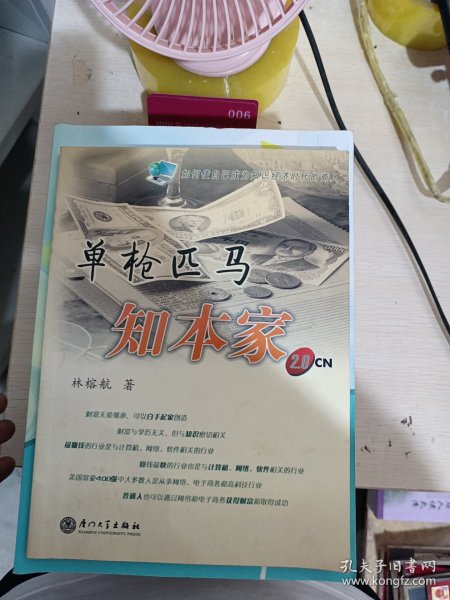 006
如何使自己成为知识经济时代的商人
单枪匹马
知本家
2.0 CN
林榕航 著
财富无须继承、可以白手起家创造
财富与学历无关、但与知识密切相关
最赚钱的行业是与计算机、网络、软件相关的行业
赚钱最快的行业也是与计算机、网络、软件相关的行业
美国富豪400强中大多数人是从事网络、电子商务和高科技行业
普通人也可以通过网络和电子商务获得财富和取得成功
厦门大学出版社
XIAMEN UNIVERSITY PRESS
孔夫子旧书网
www.kongfz.com